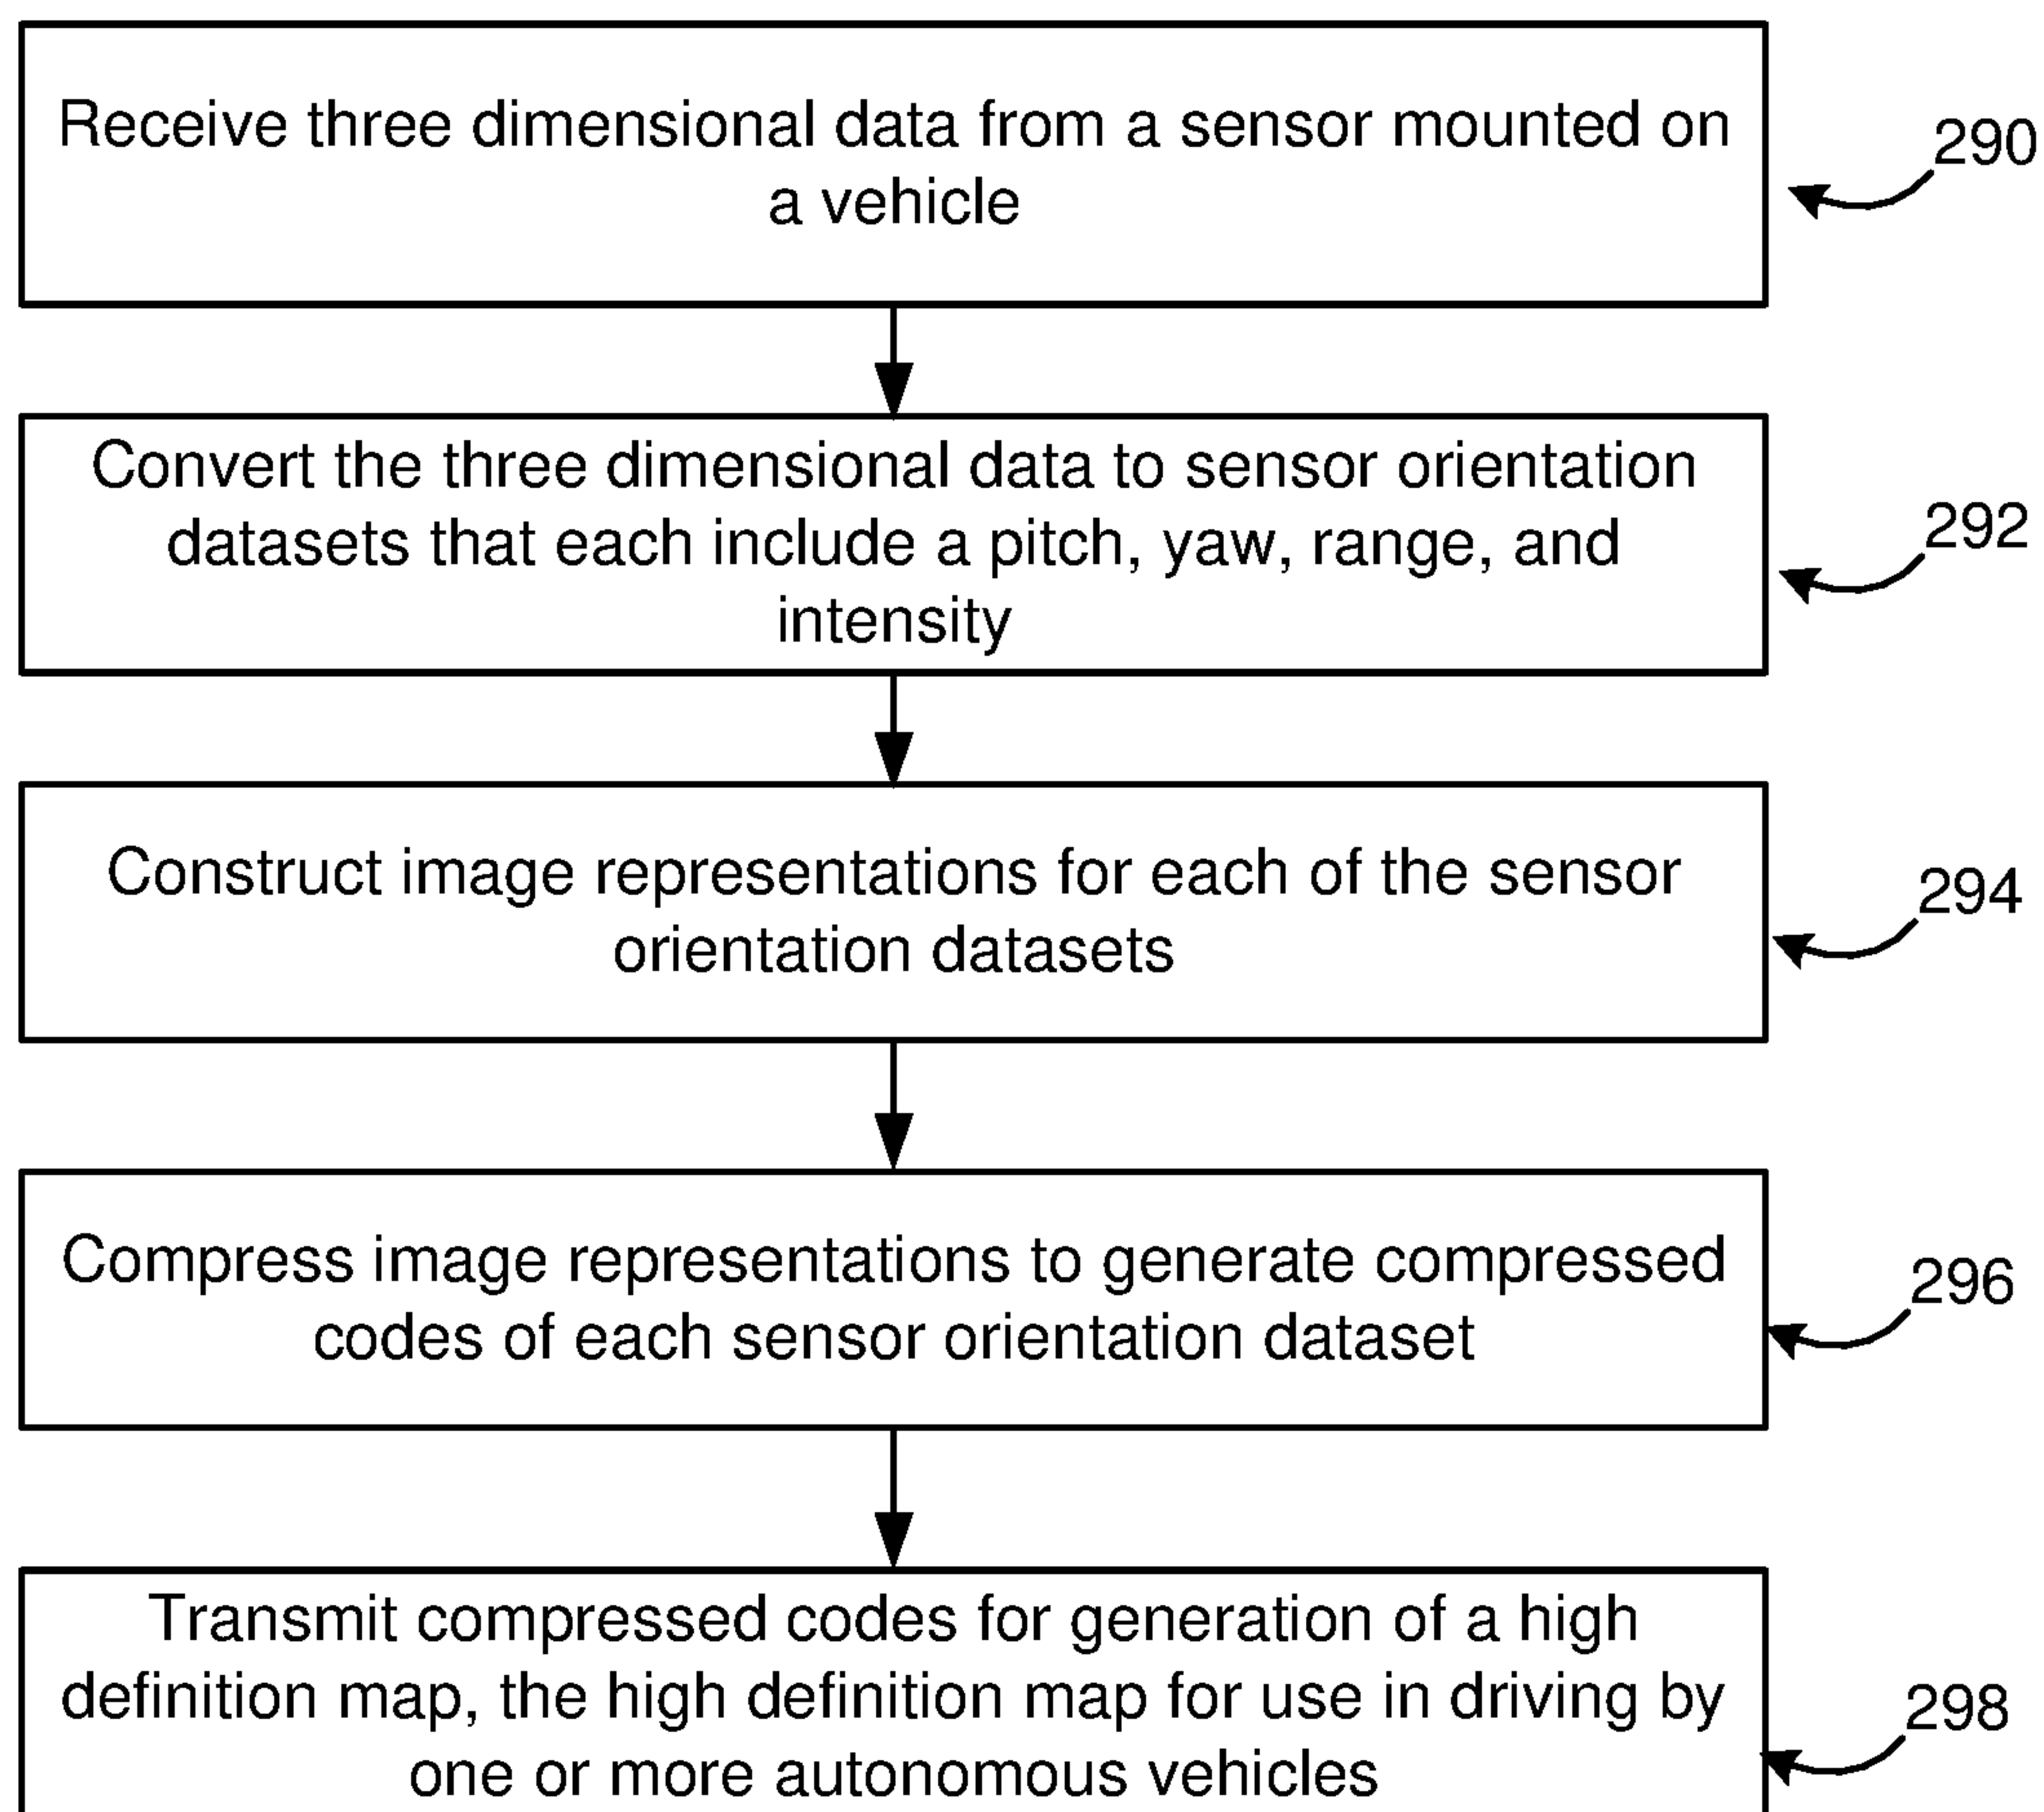 Receive three dimensional data from a sensor mounted on
a vehicle
290
Convert the three dimensional data to sensor orientation
datasets that each include a pitch, yaw, range, and
intensity
292
Construct image representations for each of the sensor
orientation datasets
294
Compress image representations to generate compressed
codes of each sensor orientation dataset
296
Transmit compressed codes for generation of a high
definition map, the high definition map for use in driving by
one or more autonomous vehicles
298